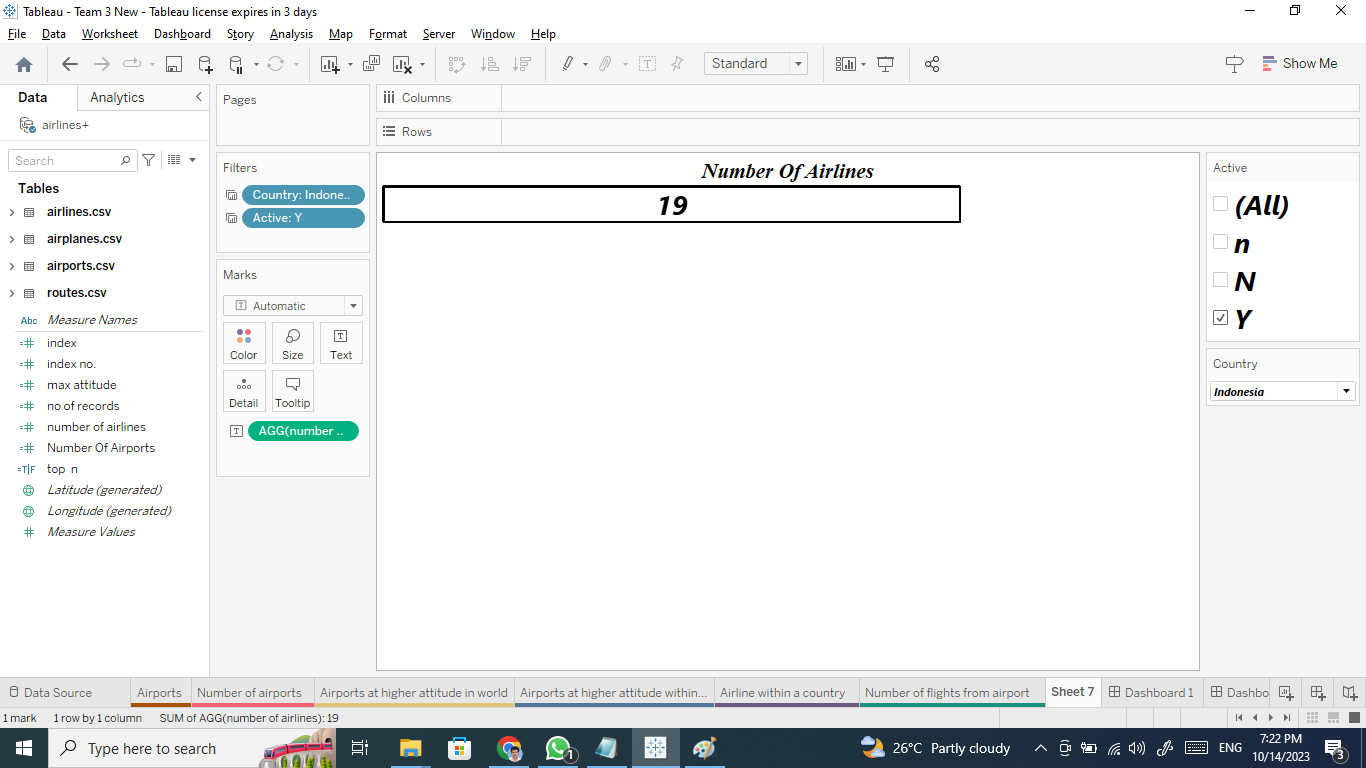 Tableau - Team 3 New - Tableau license expires in 3 days
File Data Worksheet Dashboard Story Analysis Map Format Server Window Help
Standard
Show Me
Data Analytics
airlines+
Search
Tables
airlines.csv
airplanes.csv
airports.csv
routes.csv
Abc Measure Names
index
index no.
max attitude
no of records
number of airlines
Number Of Airports
T|F top n
Latitude (generated)
Longitude (generated)
Measure Values
Pages
Filters
Country: Indone..
Active: Y
Marks
Automatic
Color Size Text
Detail Tooltip
AGG(number ..
Columns
Rows
Number Of Airlines
19
Active
(All)
n
N
Y
Country
Indonesia
Data Source Airports Number of airports Airports at higher attitude in world Airports at higher attitude within... Airline within a country Number of flights from airport Sheet 7 Dashboard 1 Dashbo
1 mark 1 row by 1 column SUM of AGG(number of airlines): 19
Type here to search
1
26°C Partly cloudy
ENG
7:22 PM
10/14/2023
3